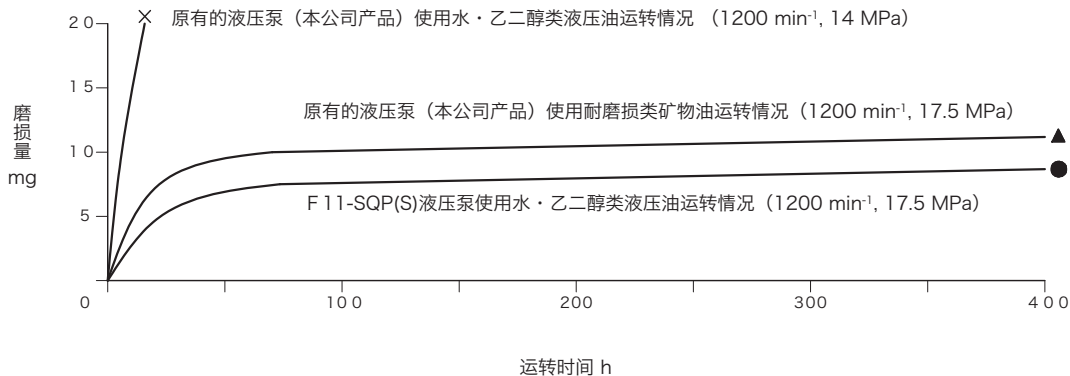 原有的液压泵（本公司产品）使用水・乙二醇类液压油运转情况 （1200 min⁻¹, 14 MPa）
20
15
原有的液压泵（本公司产品）使用耐磨损类矿物油运转情况（1200 min⁻¹, 17.5 MPa）
磨损量
mg
10
F 11-SQP(S)液压泵使用水・乙二醇类液压油运转情况（1200 min⁻¹, 17.5 MPa）
5
0 100 200 300 400
运转时间 h